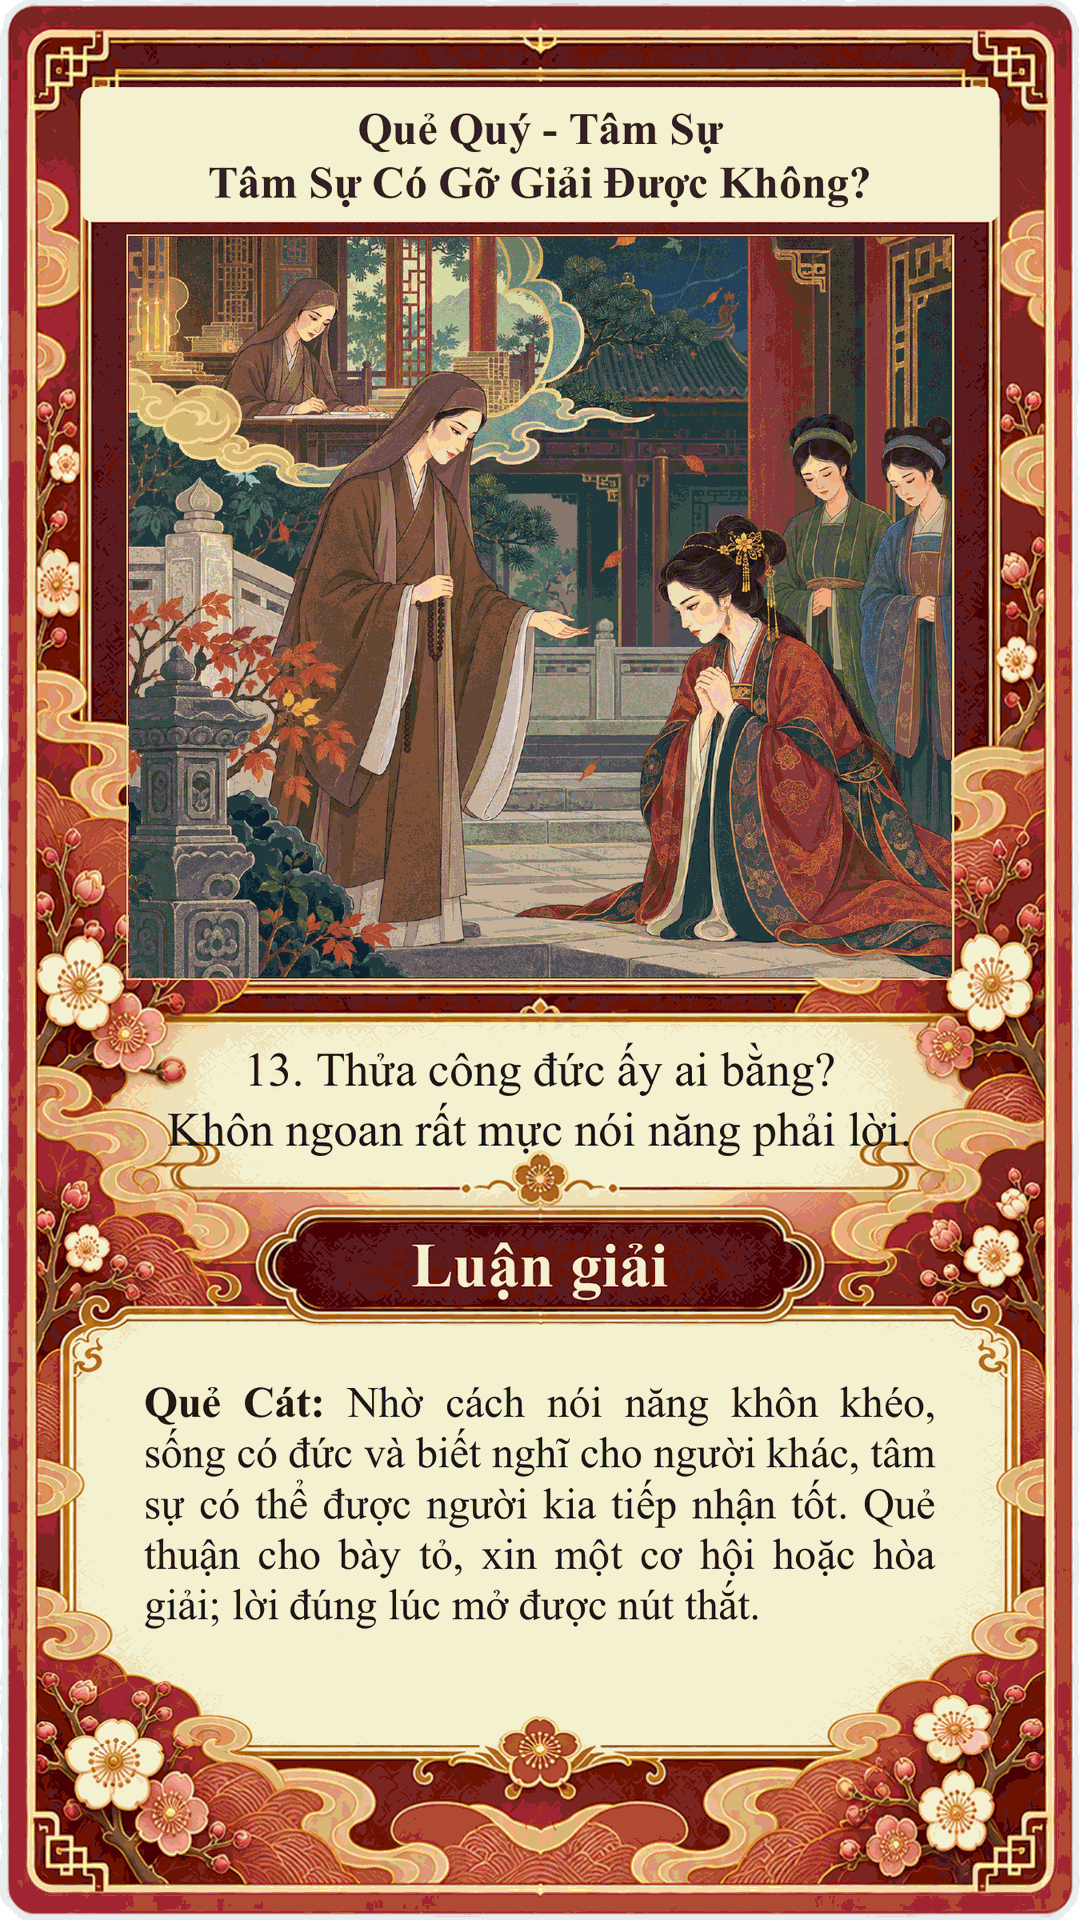 Quẻ Quý - Tâm Sự
Tâm Sự Có Gỡ Giải Được Không?
13. Thửa công đức ấy ai bằng?
Khôn ngoan rất mực nói năng phải lời.
Luận giải
Quẻ Cát: Nhờ cách nói năng khôn khéo,
sống có đức và biết nghĩ cho người khác, tâm
sự có thể được người kia tiếp nhận tốt. Quẻ
thuận cho bày tỏ, xin một cơ hội hoặc hòa
giải; lời đúng lúc mở được nút thắt.